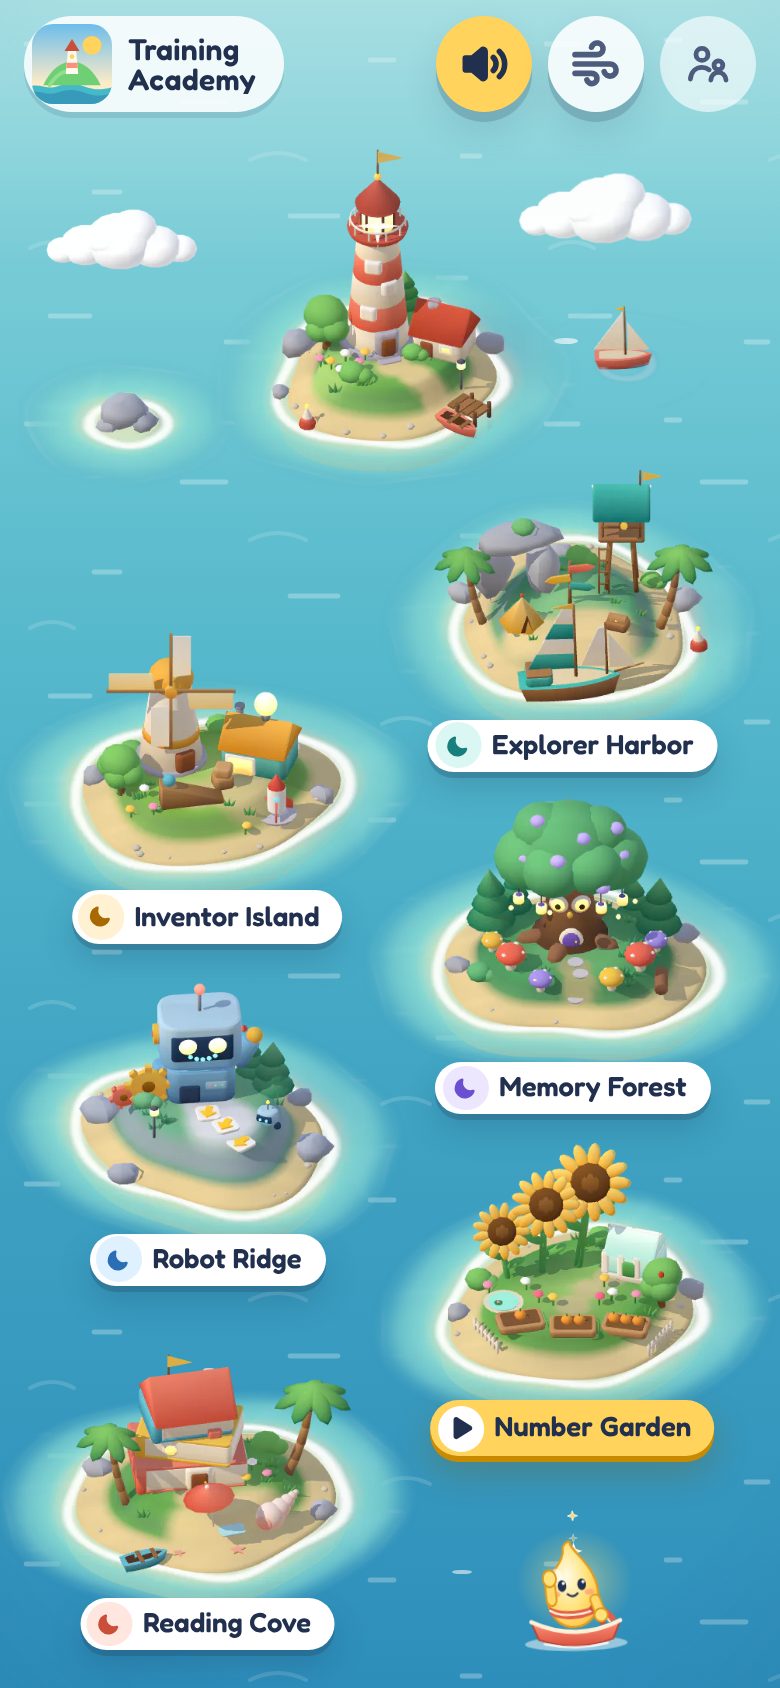 Training
Academy
Explorer Harbor
Inventor Island
Memory Forest
Robot Ridge
Number Garden
Reading Cove